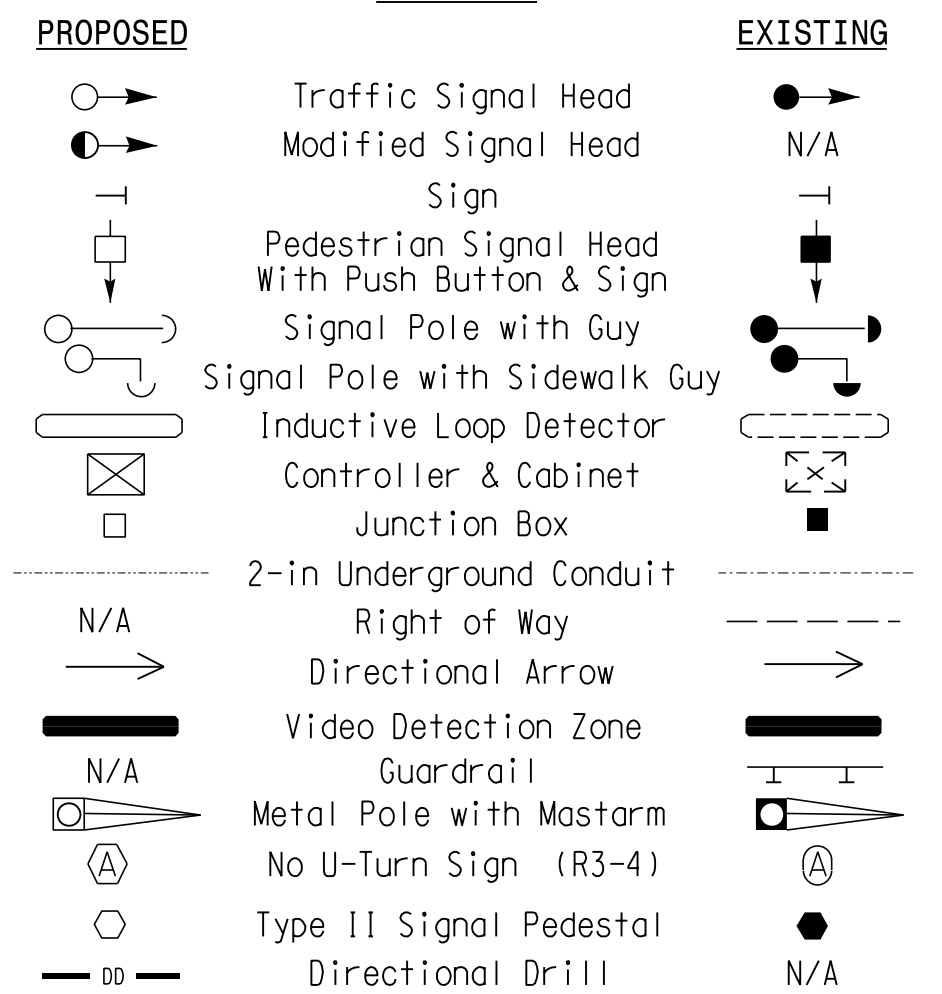 PROPOSED EXISTING
Traffic Signal Head
Modified Signal Head N/A
Sign
Pedestrian Signal Head
With Push Button & Sign
Signal Pole with Guy
Signal Pole with Sidewalk Guy
Inductive Loop Detector
Controller & Cabinet
Junction Box
2-in Underground Conduit
N/A Right of Way
Directional Arrow
Video Detection Zone
N/A Guardrail
Metal Pole with Mastarm
A No U-Turn Sign (R3-4) A
Type II Signal Pedestal
DD Directional Drill N/A